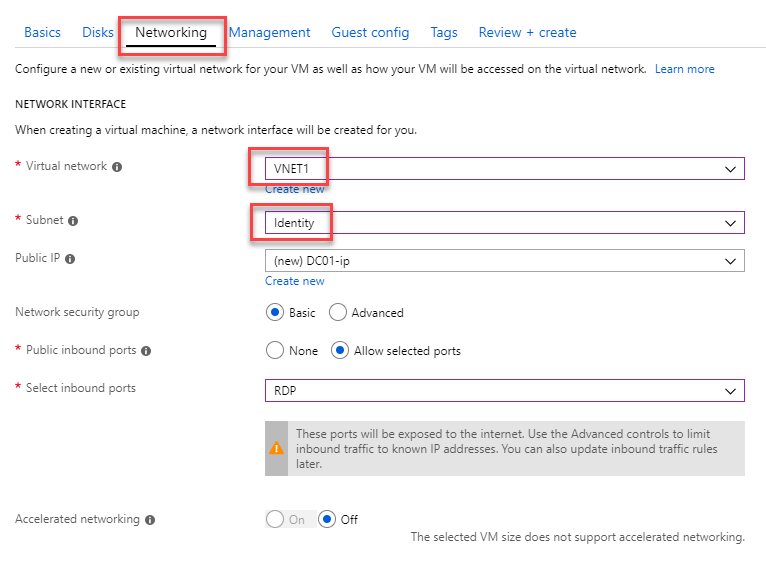 Basics Disks Networking Management Guest config Tags Review + create
Configure a new or existing virtual network for your VM as well as how your VM will be accessed on the virtual network. Learn more
NETWORK INTERFACE
When creating a virtual machine, a network interface will be created for you.
* Virtual network VNET1
Create new
* Subnet Identity
Public IP (new) DC01-ip
Create new
Network security group Basic Advanced
* Public inbound ports None Allow selected ports
* Select inbound ports RDP
These ports will be exposed to the internet. Use the Advanced controls to limit
inbound traffic to known IP addresses. You can also update inbound traffic rules
later.
Accelerated networking On Off
The selected VM size does not support accelerated networking.